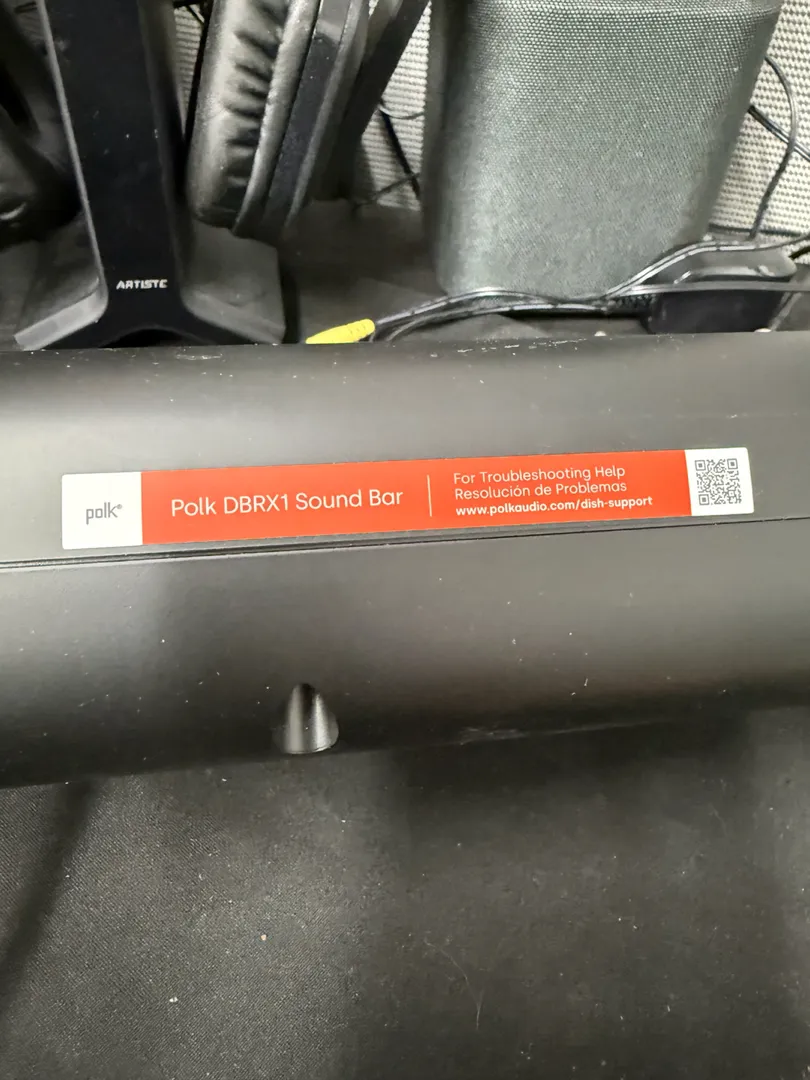 ARTISTE
polk®
Polk DBRX1 Sound Bar
For Troubleshooting Help
Resolución de Problemas
www.polkaudio.com/dish-support